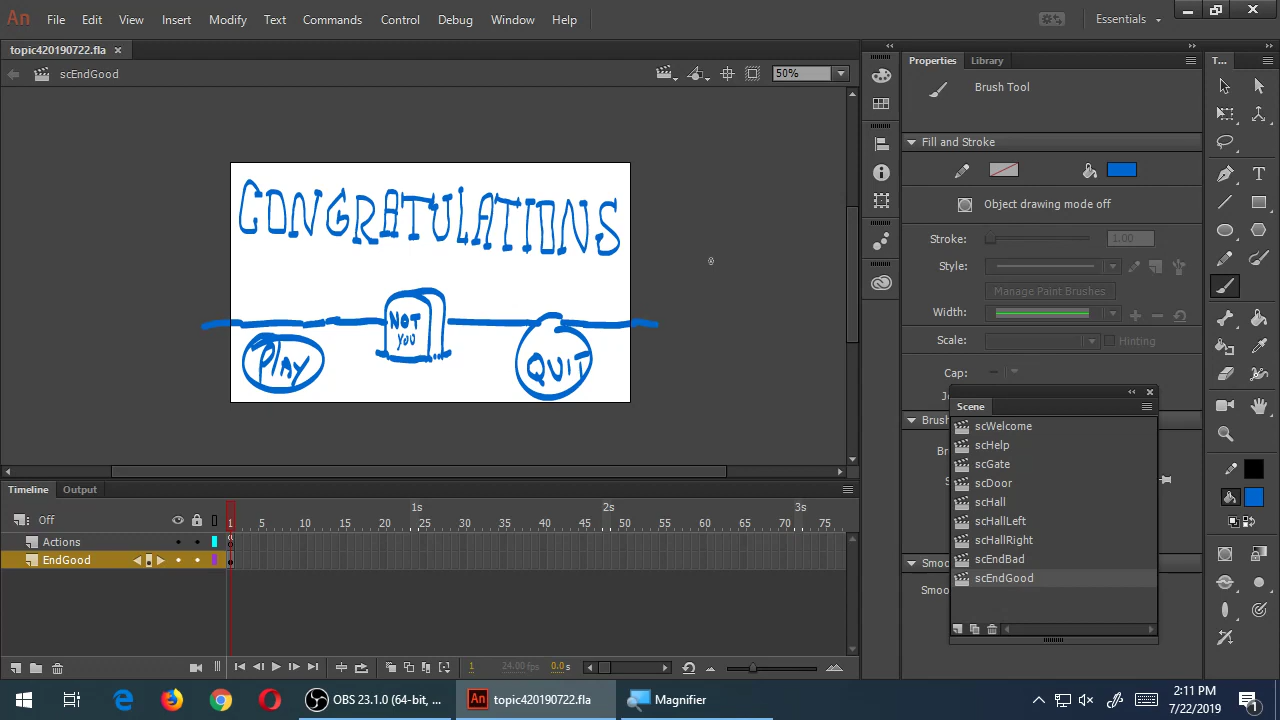 An File Edit View Insert Modify Text Commands Control Debug Window Help Essentials
topic420190722.fla
scEndGood 50%
CONGRATULATIONS
NOT
YOU
PLAY
QUIT
Properties Library
Brush Tool
Fill and Stroke
Object drawing mode off
Stroke: 1.00
Style:
Manage Paint Brushes
Width:
Scale: Hinting
Cap:
Scene
scWelcome
scHelp
scGate
scDoor
scHall
scHallLeft
scHallRight
scEndBad
scEndGood
T...
Timeline Output
Off 1 5 10 15 20 25 30 35 40 45 50 55 60 65 70 75
1s 2s 3s
Actions
EndGood
1 24.00 fps 0.0 s
OBS 23.1.0 (64-bit, ... An topic420190722.fla Magnifier
2:11 PM
7/22/2019
1